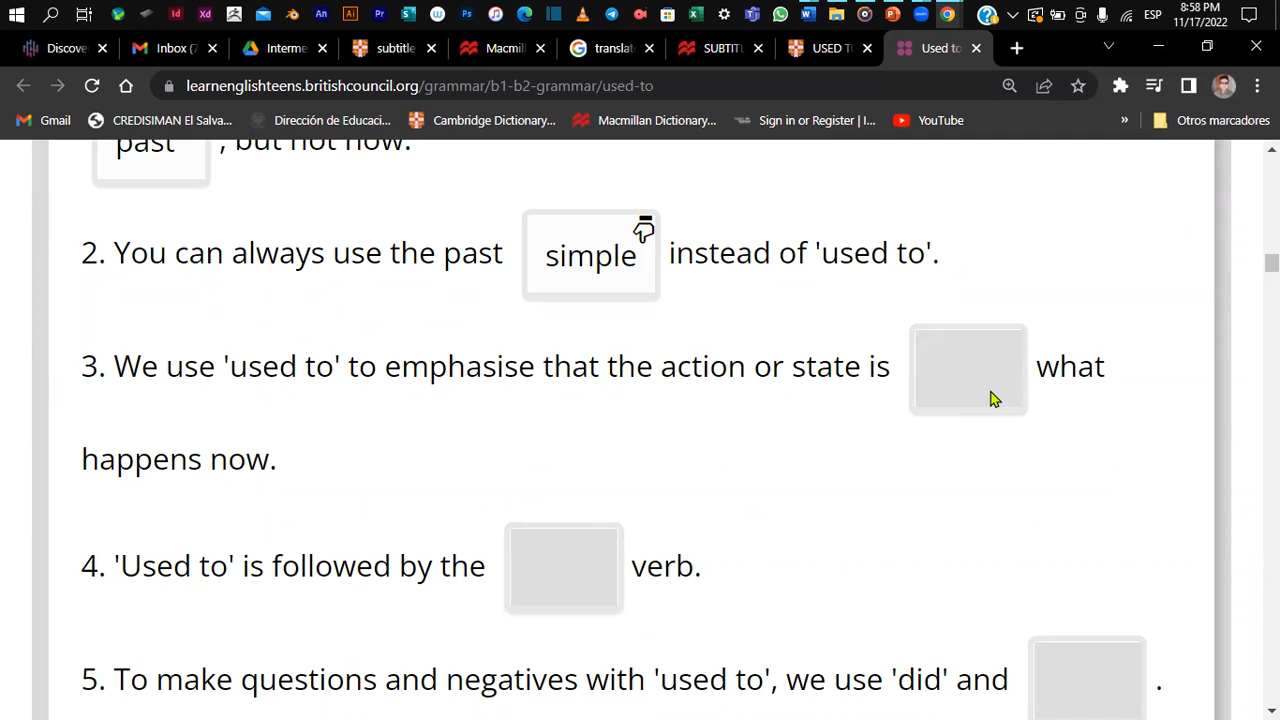 8:58 PM
ESP
11/17/2022
Discove
Inbox (7
Interme
subtitle
Macmil
translat
SUBTIT
USED T
Used to
learnenglishteens.britishcouncil.org/grammar/b1-b2-grammar/used-to
Gmail
CREDISIMAN El Salva...
Dirección de Educaci...
Cambridge Dictionary...
Macmillan Dictionary...
Sign in or Register | I...
YouTube
»
Otros marcadores
past , but not now.
2. You can always use the past simple instead of 'used to'.
3. We use 'used to' to emphasise that the action or state is what
happens now.
4. 'Used to' is followed by the verb.
5. To make questions and negatives with 'used to', we use 'did' and .